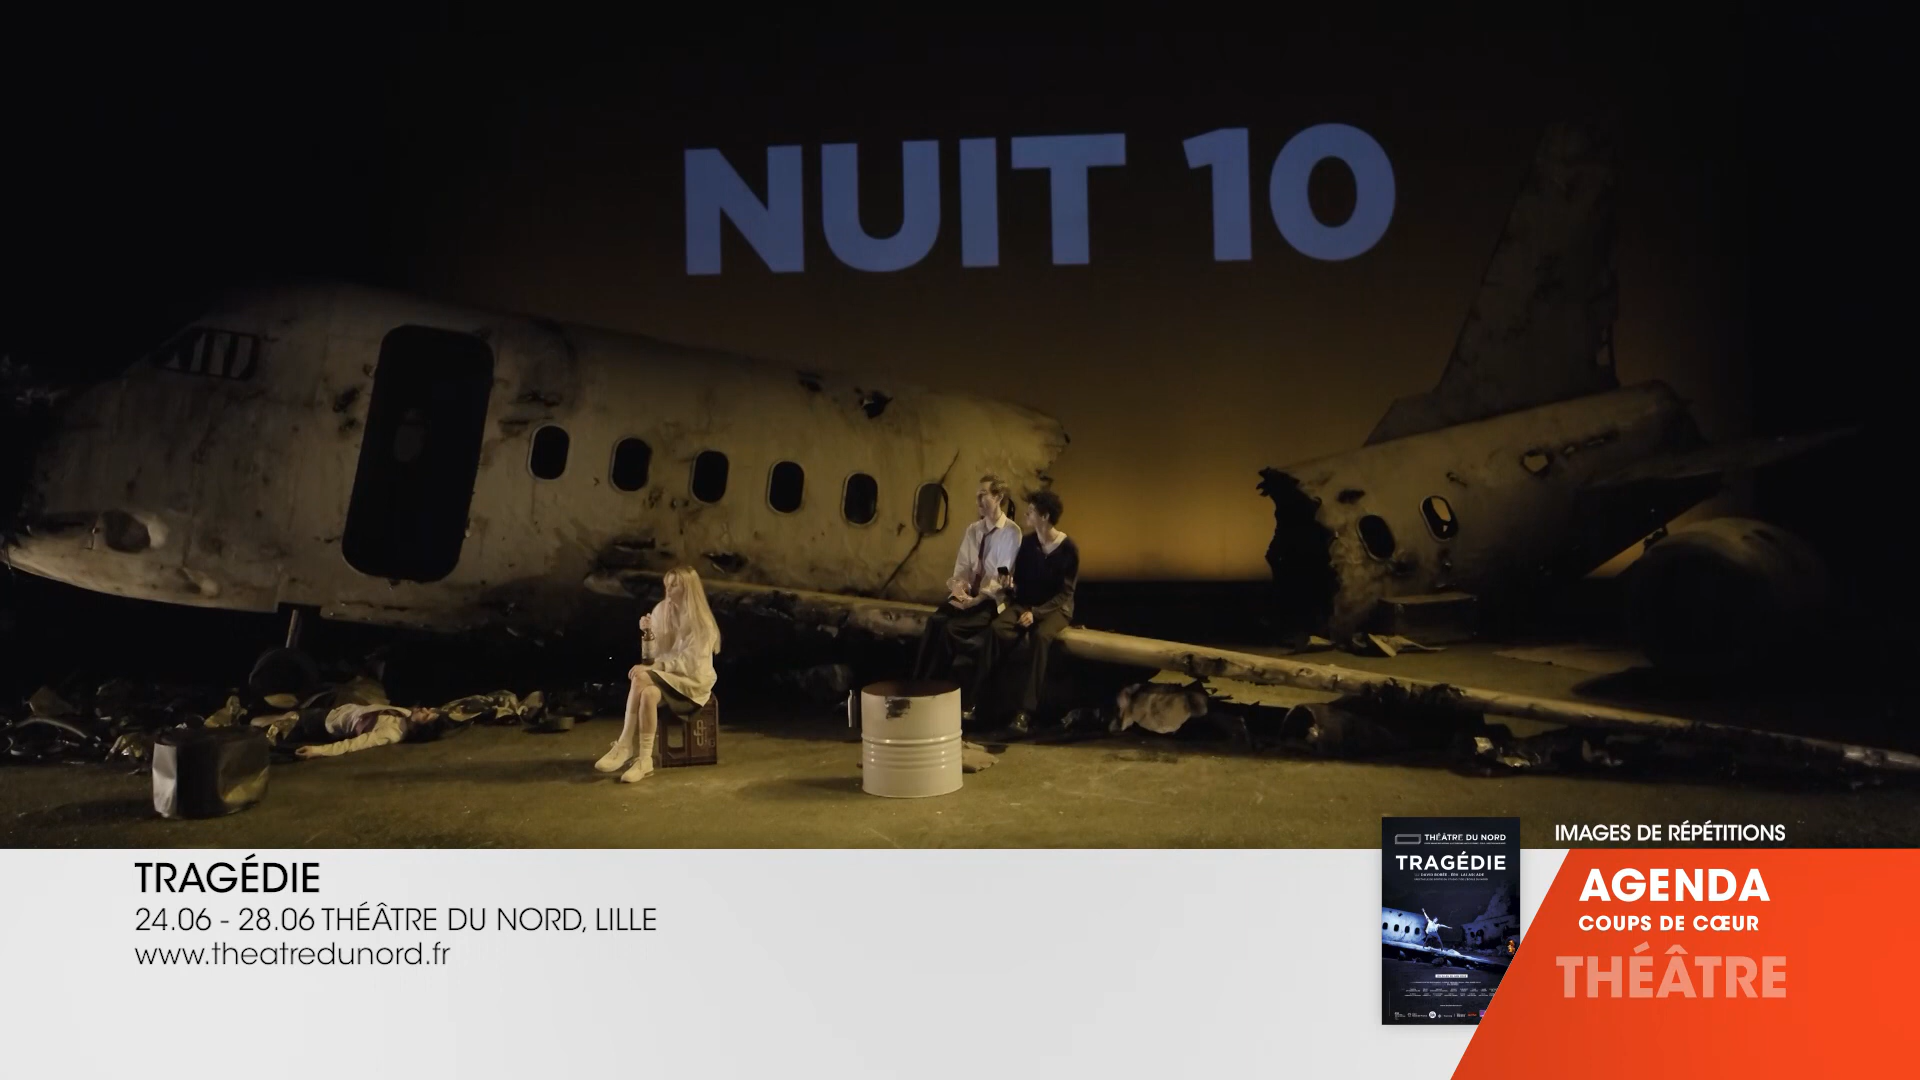 NUIT 10
IMAGES DE RÉPÉTITIONS
TRAGÉDIE
24.06 - 28.06 THÉÂTRE DU NORD, LILLE
www.theatredunord.fr
THÉÂTRE DU NORD
TRAGÉDIE
AGENDA
COUPS DE CŒUR
THÉÂTRE